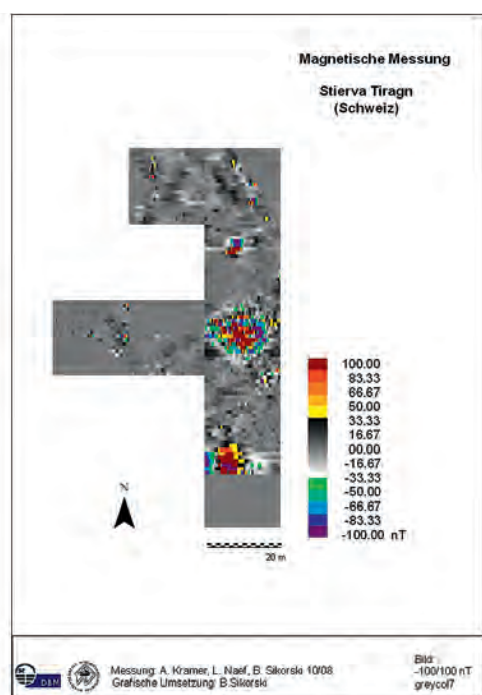 Magnetische Messung
Stierva Tiragn
(Schweiz)
100.00
83.33
66.67
50.00
33.33
16.67
00.00
-16.67
-33.33
-50.00
-66.67
-83.33
-100.00 nT
N
20 m
DBM
Messung: A. Kramer, L. Naef, B. Sikorski 10/08
Grafische Umsetzung: B.Sikorski
Bild:
-100/100 nT
greycol7